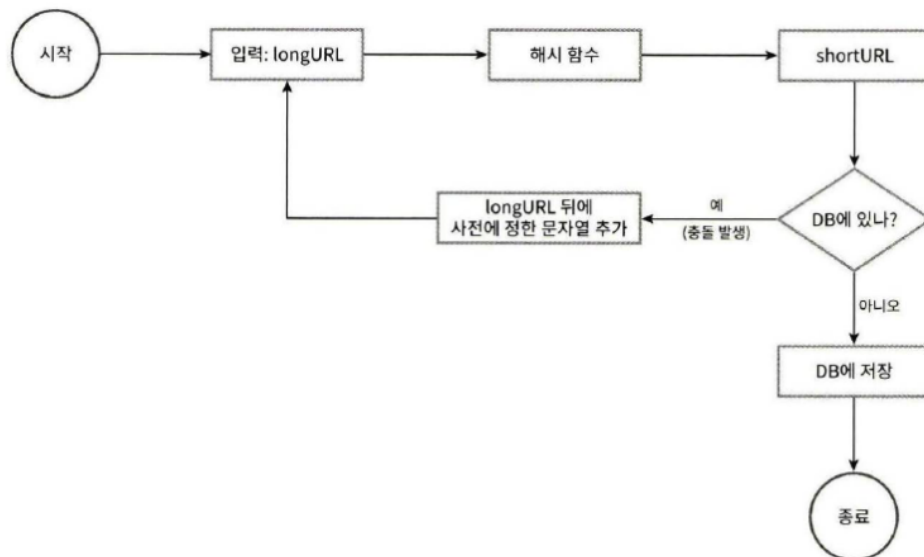 시작
입력: longURL
해시 함수
shortURL
longURL 뒤에
사전에 정한 문자열 추가
예
(충돌 발생)
DB에 있나?
아니오
DB에 저장
종료